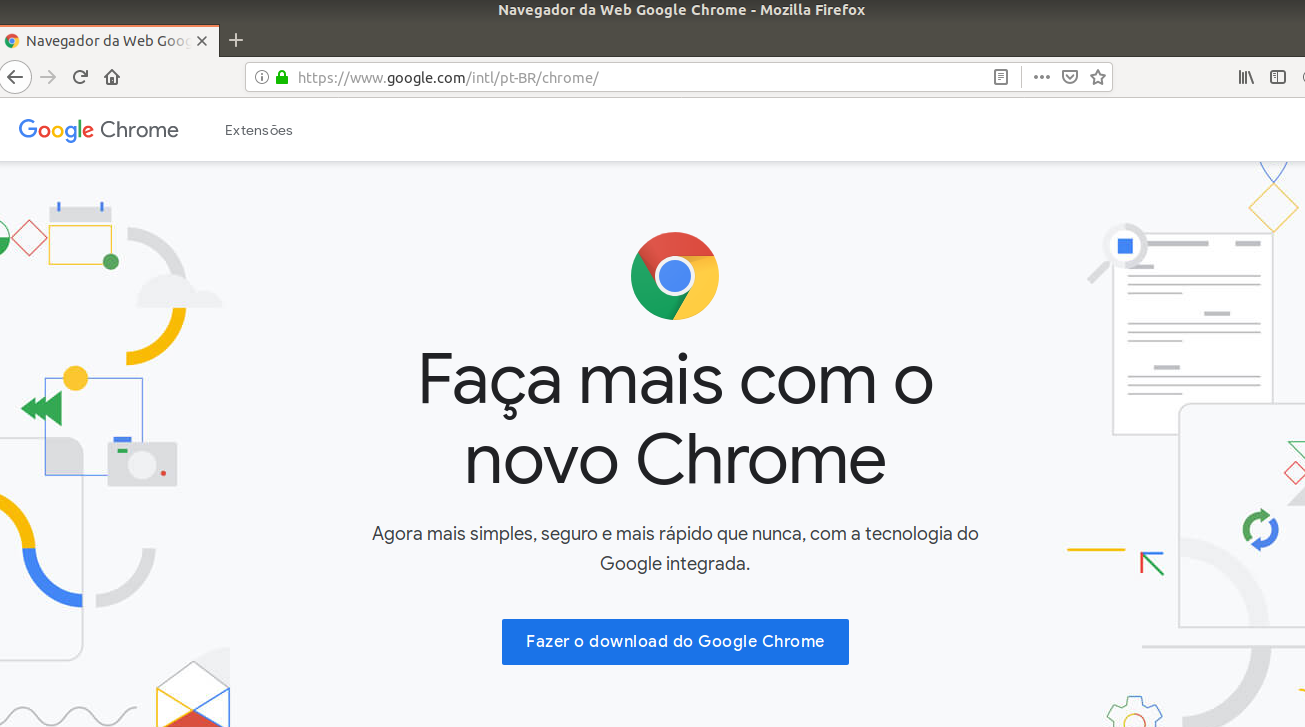 Navegador da Web Google Chrome - Mozilla Firefox
Navegador da Web Goog
https://www.google.com/intl/pt-BR/chrome/
Google Chrome
Extensões
Faça mais com o
novo Chrome
Agora mais simples, seguro e mais rápido que nunca, com a tecnologia do
Google integrada.
Fazer o download do Google Chrome